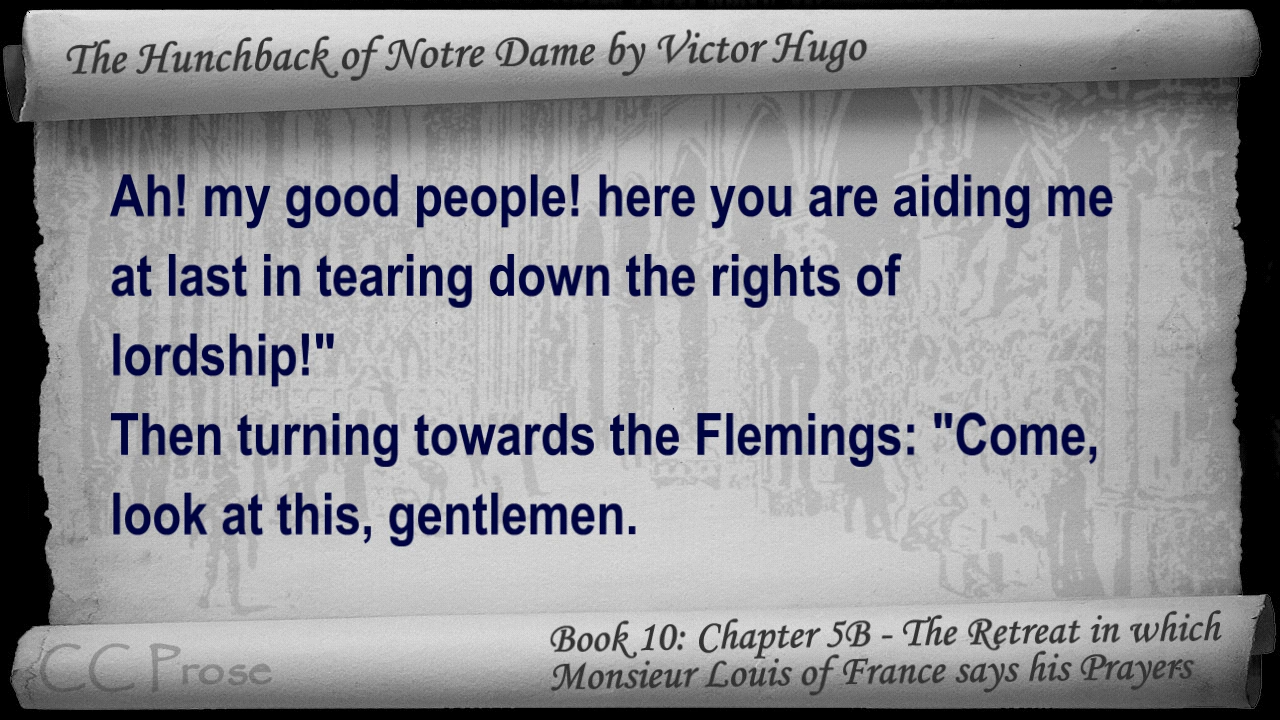 The Hunchback of Notre Dame by Victor Hugo
Ah! my good people! here you are aiding me
at last in tearing down the rights of
lordship!"
Then turning towards the Flemings: "Come,
look at this, gentlemen.
CC Prose
Book 10: Chapter 5B - The Retreat in which
Monsieur Louis of France says his Prayers